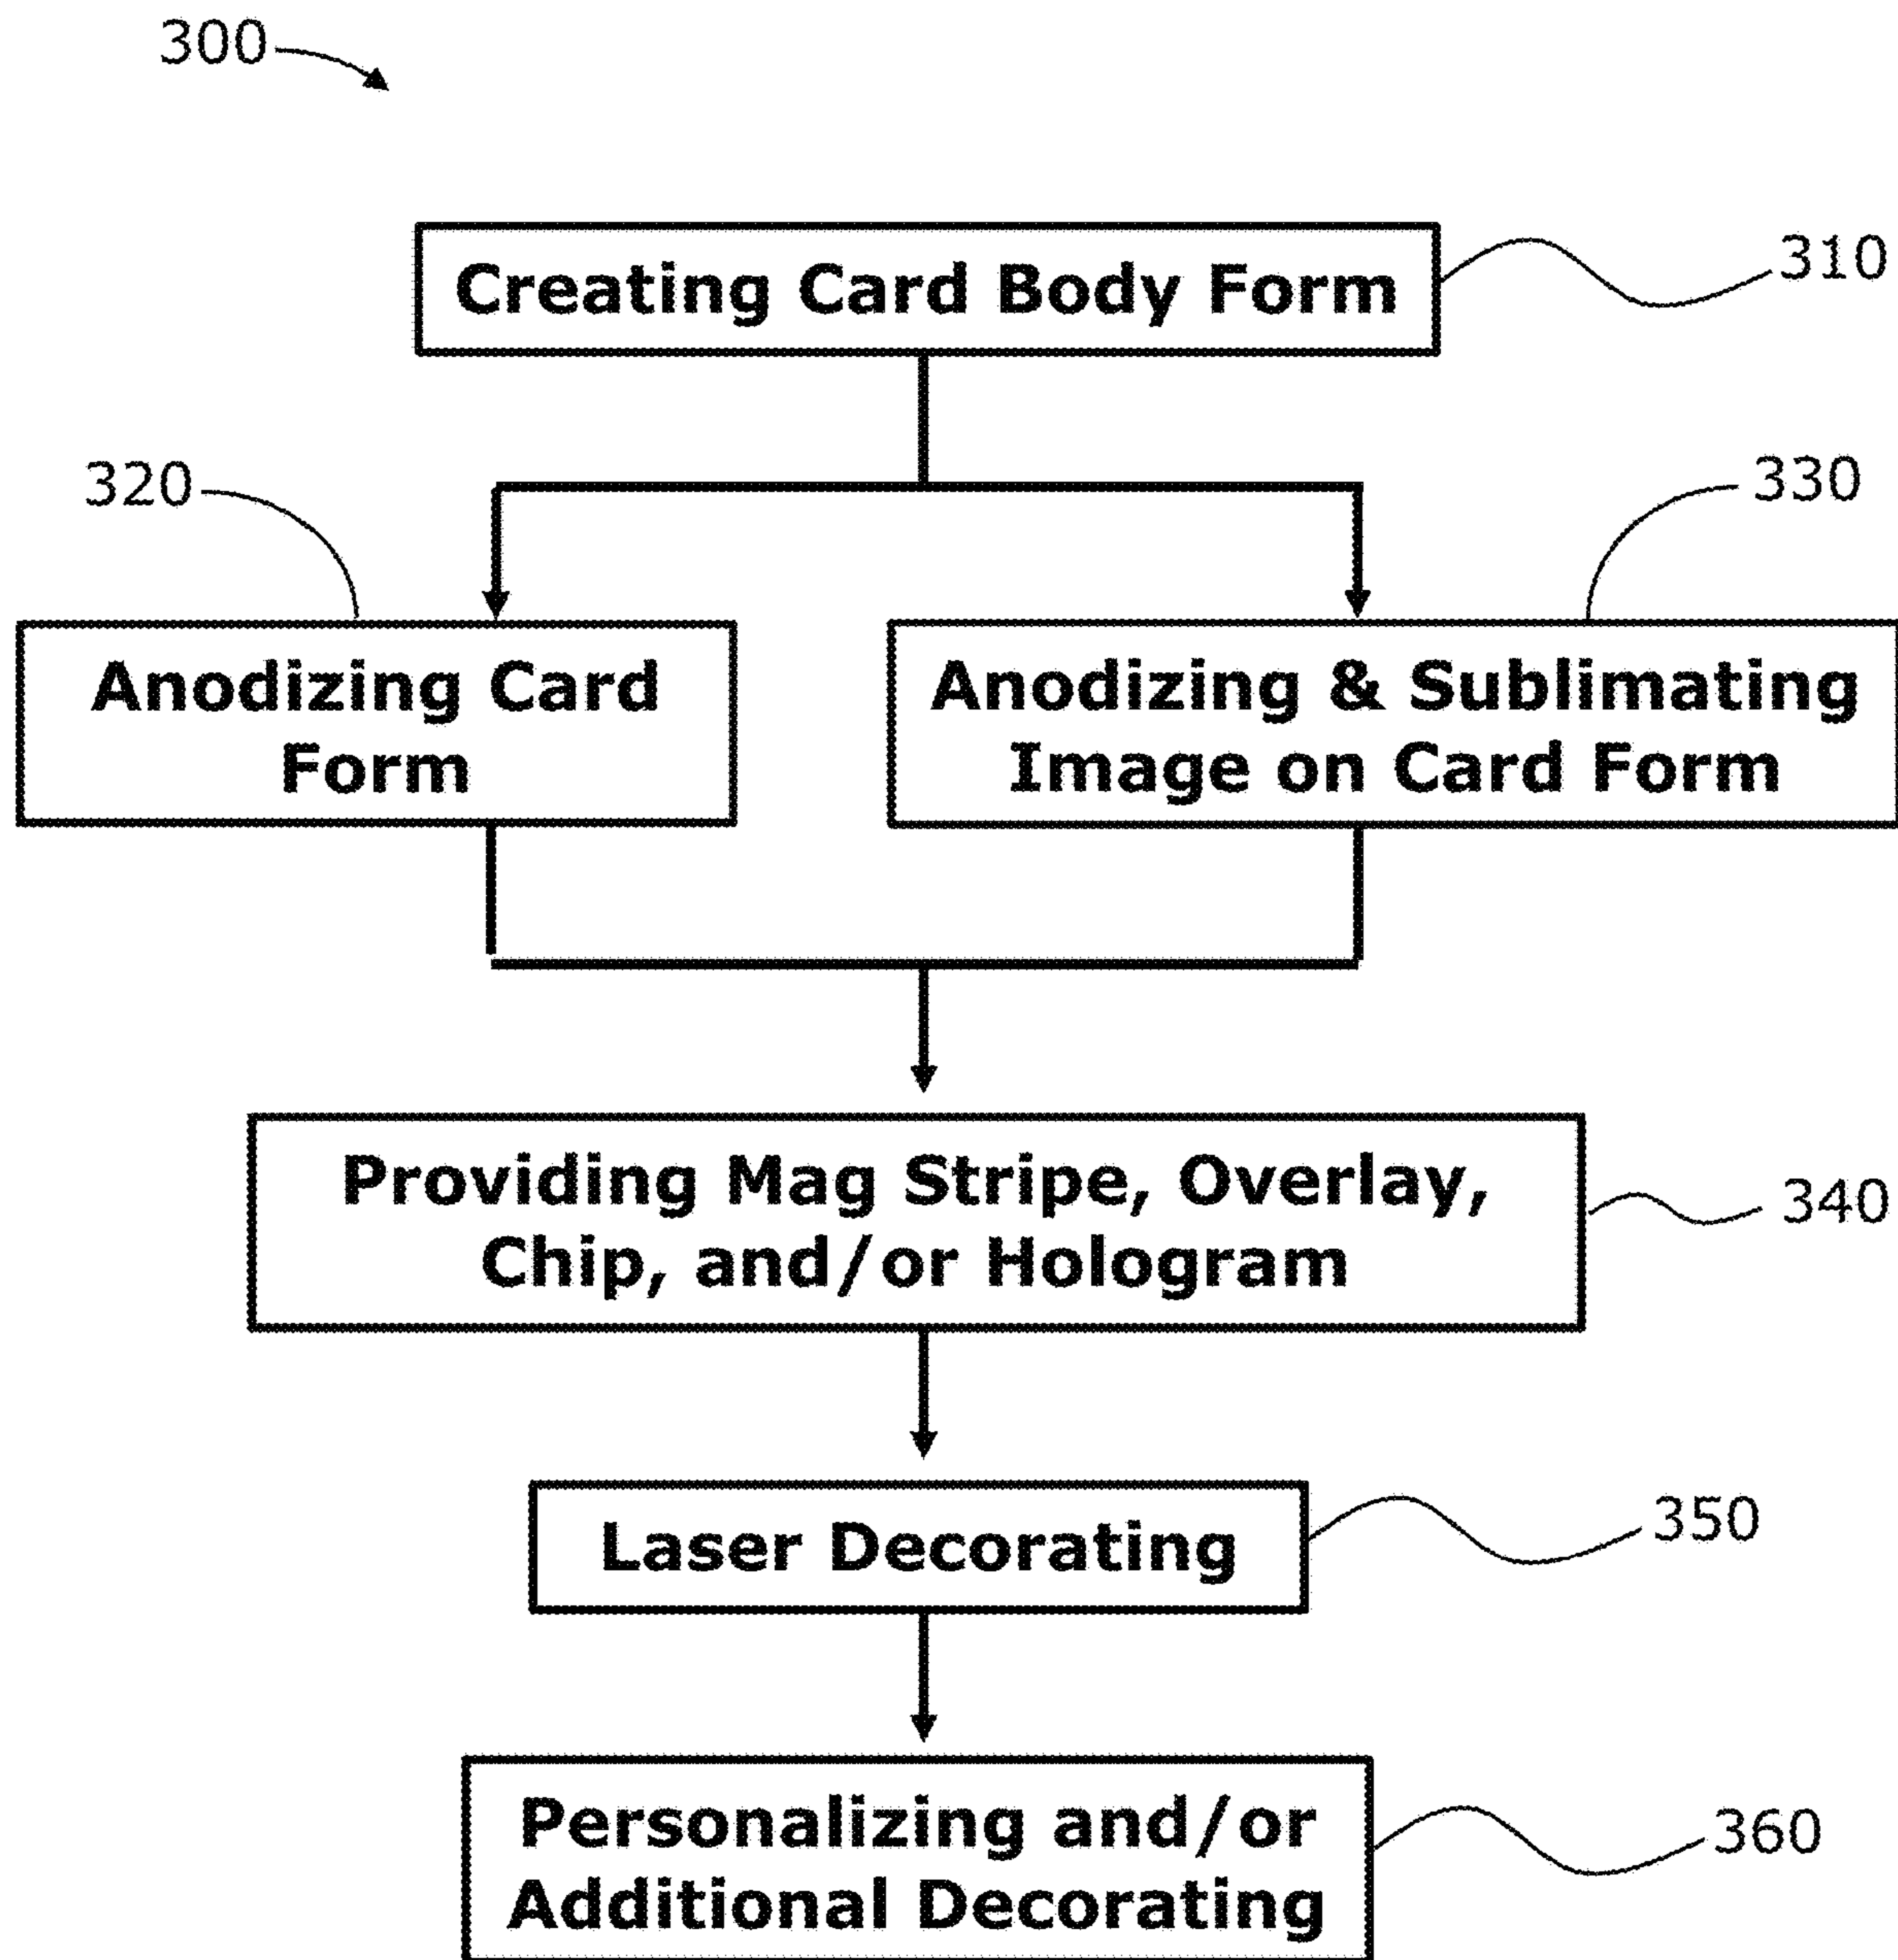 300
Creating Card Body Form
310
320
330
Anodizing Card
Form
Anodizing & Sublimating
Image on Card Form
Providing Mag Stripe, Overlay,
Chip, and/or Hologram
340
Laser Decorating
350
Personalizing and/or
Additional Decorating
360